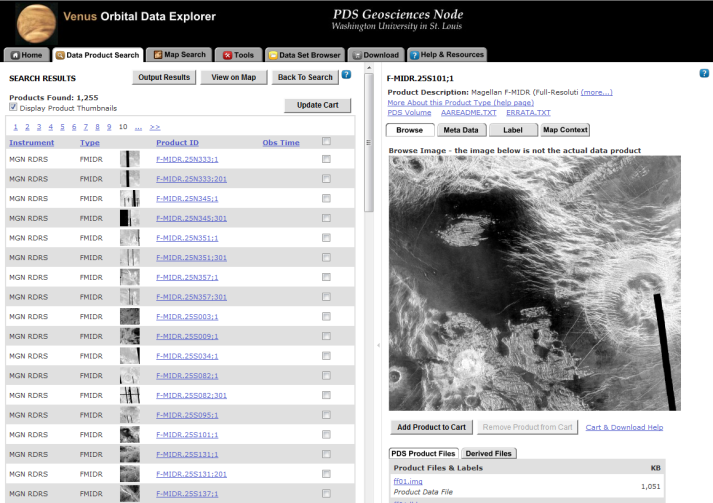 Venus Orbital Data Explorer
PDS Geosciences Node
Washington University in St. Louis
Home
Data Product Search
Map Search
Tools
Data Set Browser
Download
Help & Resources
SEARCH RESULTS
Output Results
View on Map
Back To Search
?
Products Found: 1,255
Display Product Thumbnails
Update Cart
1 2 3 4 5 6 7 8 9 10 ... >>
Instrument Type Product ID Obs Time
MGN RDRS FMIDR F-MIDR.25N333;1
MGN RDRS FMIDR F-MIDR.25N333;201
MGN RDRS FMIDR F-MIDR.25N345;1
MGN RDRS FMIDR F-MIDR.25N345;301
MGN RDRS FMIDR F-MIDR.25N351;1
MGN RDRS FMIDR F-MIDR.25N351;301
MGN RDRS FMIDR F-MIDR.25N357;1
MGN RDRS FMIDR F-MIDR.25N357;301
MGN RDRS FMIDR F-MIDR.25S003;1
MGN RDRS FMIDR F-MIDR.25S009;1
MGN RDRS FMIDR F-MIDR.25S034;1
MGN RDRS FMIDR F-MIDR.25S082;1
MGN RDRS FMIDR F-MIDR.25S082;301
MGN RDRS FMIDR F-MIDR.25S095;1
MGN RDRS FMIDR F-MIDR.25S101;1
MGN RDRS FMIDR F-MIDR.25S131;1
MGN RDRS FMIDR F-MIDR.25S131;201
MGN RDRS FMIDR F-MIDR.25S137;1
?
F-MIDR.25S101;1
Product Description: Magellan F-MIDR (Full-Resoluti (more...)
More About this Product Type (help page)
PDS Volume AAREADME.TXT ERRATA.TXT
Browse
Meta Data
Label
Map Context
Browse Image - the image below is not the actual data product
Add Product to Cart
Remove Product from Cart
Cart & Download Help
PDS Product Files
Derived Files
Product Files & Labels KB
ff01.img 1,051
Product Data File